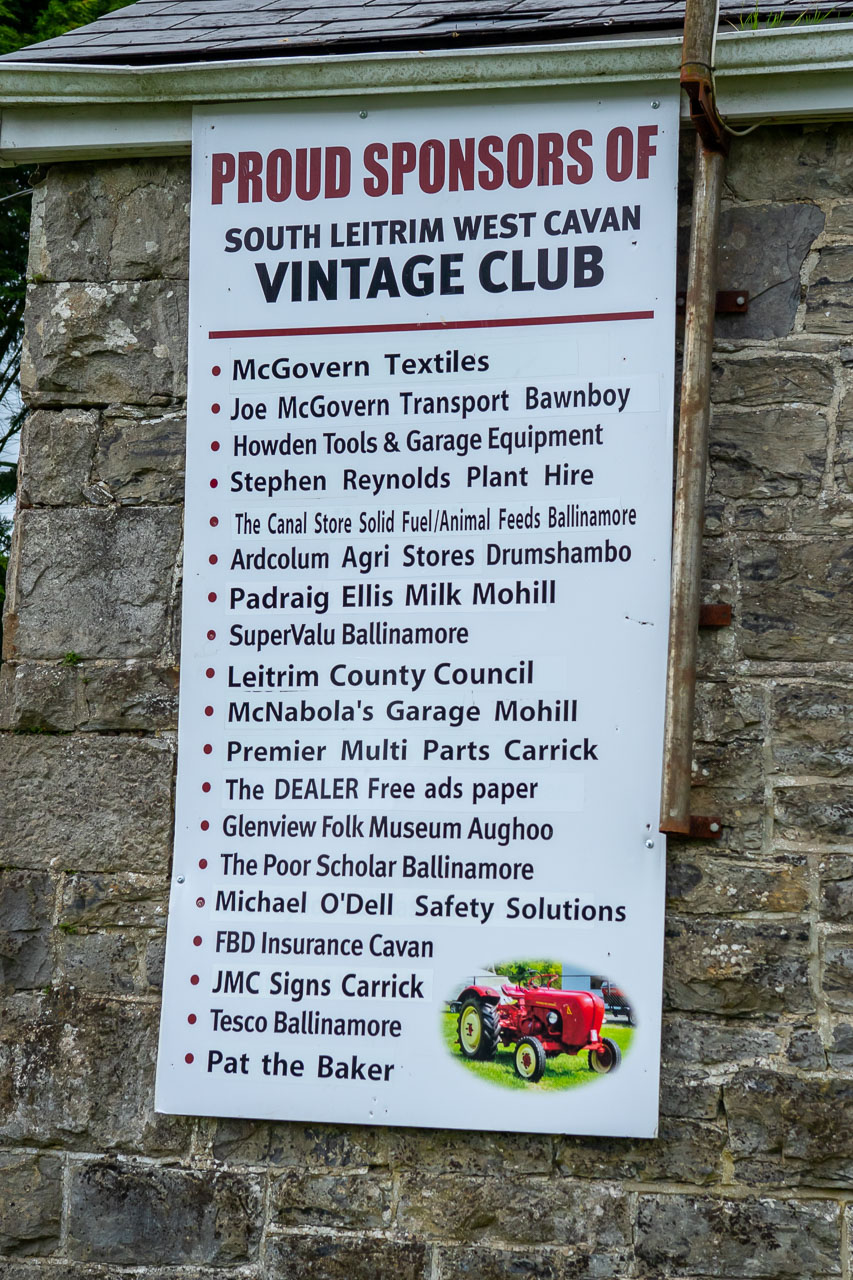 PROUD SPONSORS OF
SOUTH LEITRIM WEST CAVAN
VINTAGE CLUB
• McGovern Textiles
• Joe McGovern Transport Bawnboy
• Howden Tools & Garage Equipment
• Stephen Reynolds Plant Hire
• The Canal Store Solid Fuel/Animal Feeds Ballinamore
• Ardcolum Agri Stores Drumshambo
• Padraig Ellis Milk Mohill
• SuperValu Ballinamore
• Leitrim County Council
• McNabola's Garage Mohill
• Premier Multi Parts Carrick
• The DEALER Free ads paper
• Glenview Folk Museum Aughoo
• The Poor Scholar Ballinamore
• Michael O'Dell Safety Solutions
• FBD Insurance Cavan
• JMC Signs Carrick
• Tesco Ballinamore
• Pat the Baker